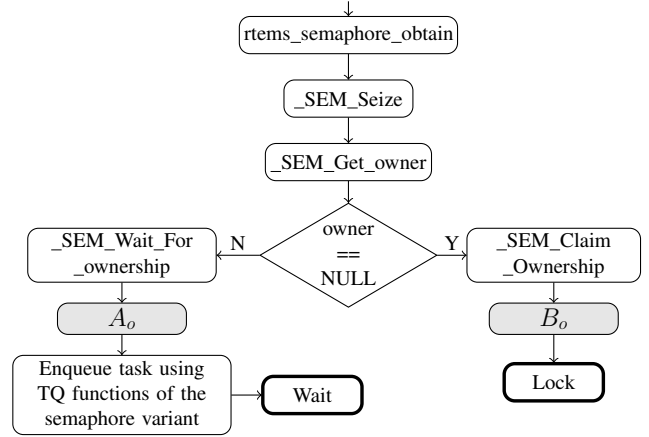 rtems_semaphore_obtain
_SEM_Seize
_SEM_Get_owner
owner
==
NULL
N
Y
_SEM_Wait_For
_ownership
_SEM_Claim
_Ownership
A_o
B_o
Enqueue task using
TQ functions of the
semaphore variant
Wait
Lock